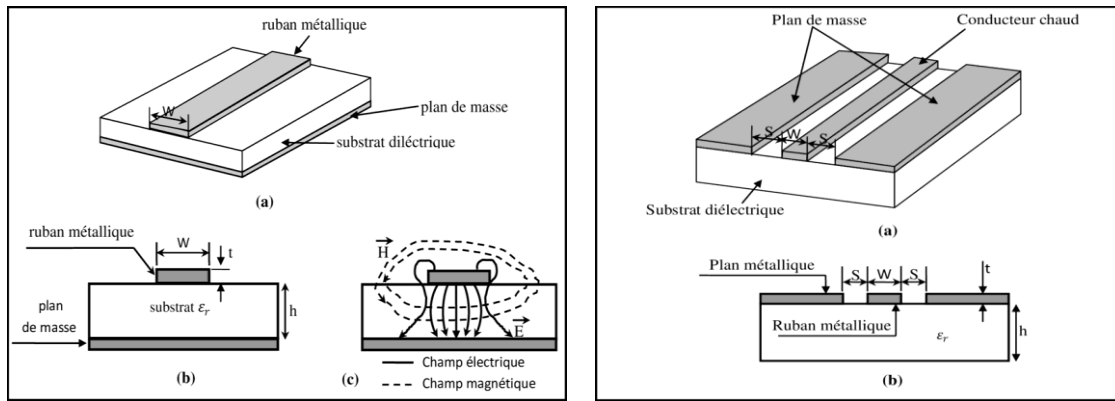 ruban métallique
W
plan de masse
substrat diléctrique
(a)
ruban métallique
W
t
substrat εr
h
plan
de masse
(b)
H
E
(c)
Champ électrique
Champ magnétique
Plan de masse
Conducteur chaud
S W S
Substrat diélectrique
(a)
Plan métallique
S W S
t
Ruban métallique
εr
h
(b)